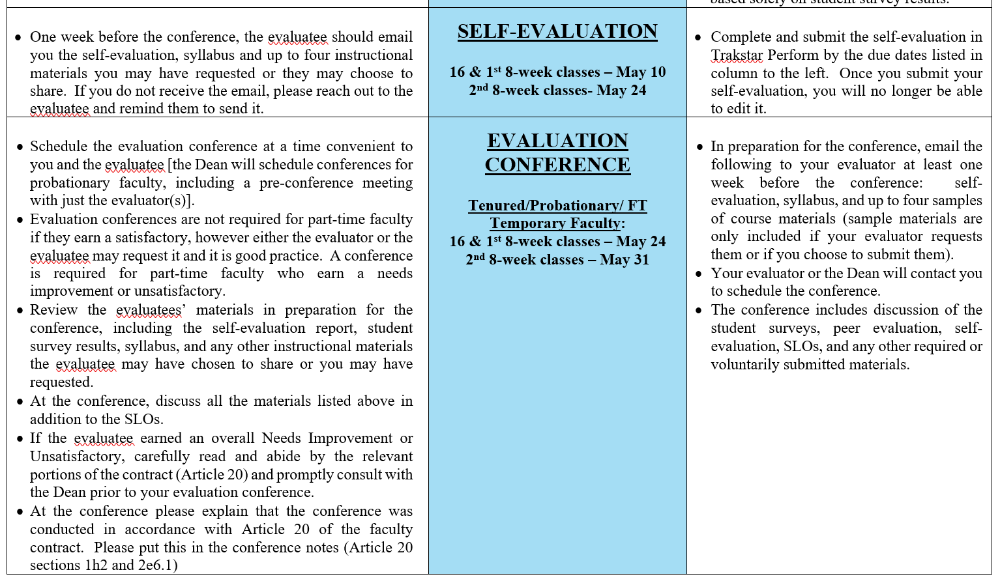 based solely on student survey results.
• One week before the conference, the evaluatee should email
you the self-evaluation, syllabus and up to four instructional
materials you may have requested or they may choose to
share. If you do not receive the email, please reach out to the
evaluatee and remind them to send it.
SELF-EVALUATION
16 & 1st 8-week classes – May 10
2nd 8-week classes- May 24
• Complete and submit the self-evaluation in
Trakstar Perform by the due dates listed in
column to the left. Once you submit your
self-evaluation, you will no longer be able
to edit it.
• Schedule the evaluation conference at a time convenient to
you and the evaluatee [the Dean will schedule conferences for
probationary faculty, including a pre-conference meeting
with just the evaluator(s)].
• Evaluation conferences are not required for part-time faculty
if they earn a satisfactory, however either the evaluator or the
evaluatee may request it and it is good practice. A conference
is required for part-time faculty who earn a needs
improvement or unsatisfactory.
• Review the evaluatees’ materials in preparation for the
conference, including the self-evaluation report, student
survey results, syllabus, and any other instructional materials
the evaluatee may have chosen to share or you may have
requested.
• At the conference, discuss all the materials listed above in
addition to the SLOs.
• If the evaluatee earned an overall Needs Improvement or
Unsatisfactory, carefully read and abide by the relevant
portions of the contract (Article 20) and promptly consult with
the Dean prior to your evaluation conference.
• At the conference please explain that the conference was
conducted in accordance with Article 20 of the faculty
contract. Please put this in the conference notes (Article 20
sections 1h2 and 2e6.1)
EVALUATION
CONFERENCE
Tenured/Probationary/ FT
Temporary Faculty:
16 & 1st 8-week classes – May 24
2nd 8-week classes – May 31
• In preparation for the conference, email the
following to your evaluator at least one
week before the conference: self-
evaluation, syllabus, and up to four samples
of course materials (sample materials are
only included if your evaluator requests
them or if you choose to submit them).
• Your evaluator or the Dean will contact you
to schedule the conference.
• The conference includes discussion of the
student surveys, peer evaluation, self-
evaluation, SLOs, and any other required or
voluntarily submitted materials.